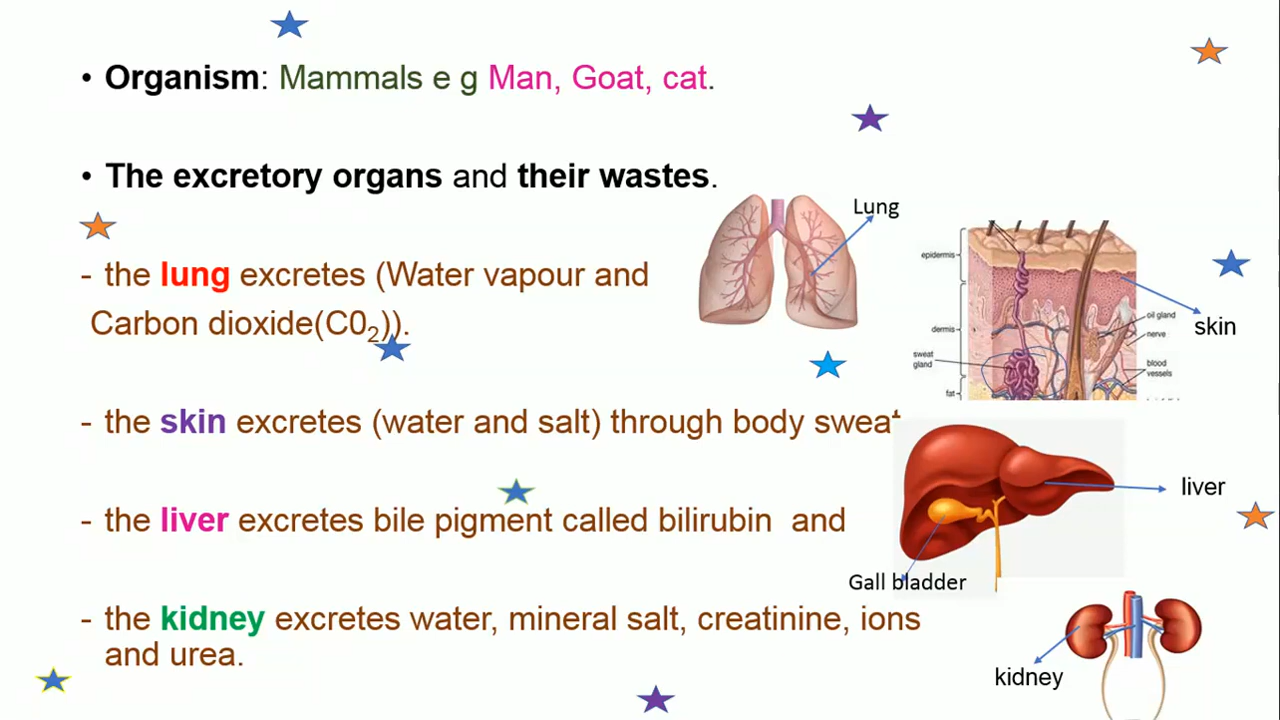 • Organism: Mammals e g Man, Goat, cat.
• The excretory organs and their wastes.
Lung
- the lung excretes (Water vapour and
Carbon dioxide(C0₂)).
epidermis
skin
oil gland
dermis
nerve
sweat
gland
blood
vessels
fat
- the skin excretes (water and salt) through body sweat
liver
- the liver excretes bile pigment called bilirubin and
Gall bladder
- the kidney excretes water, mineral salt, creatinine, ions
and urea.
kidney